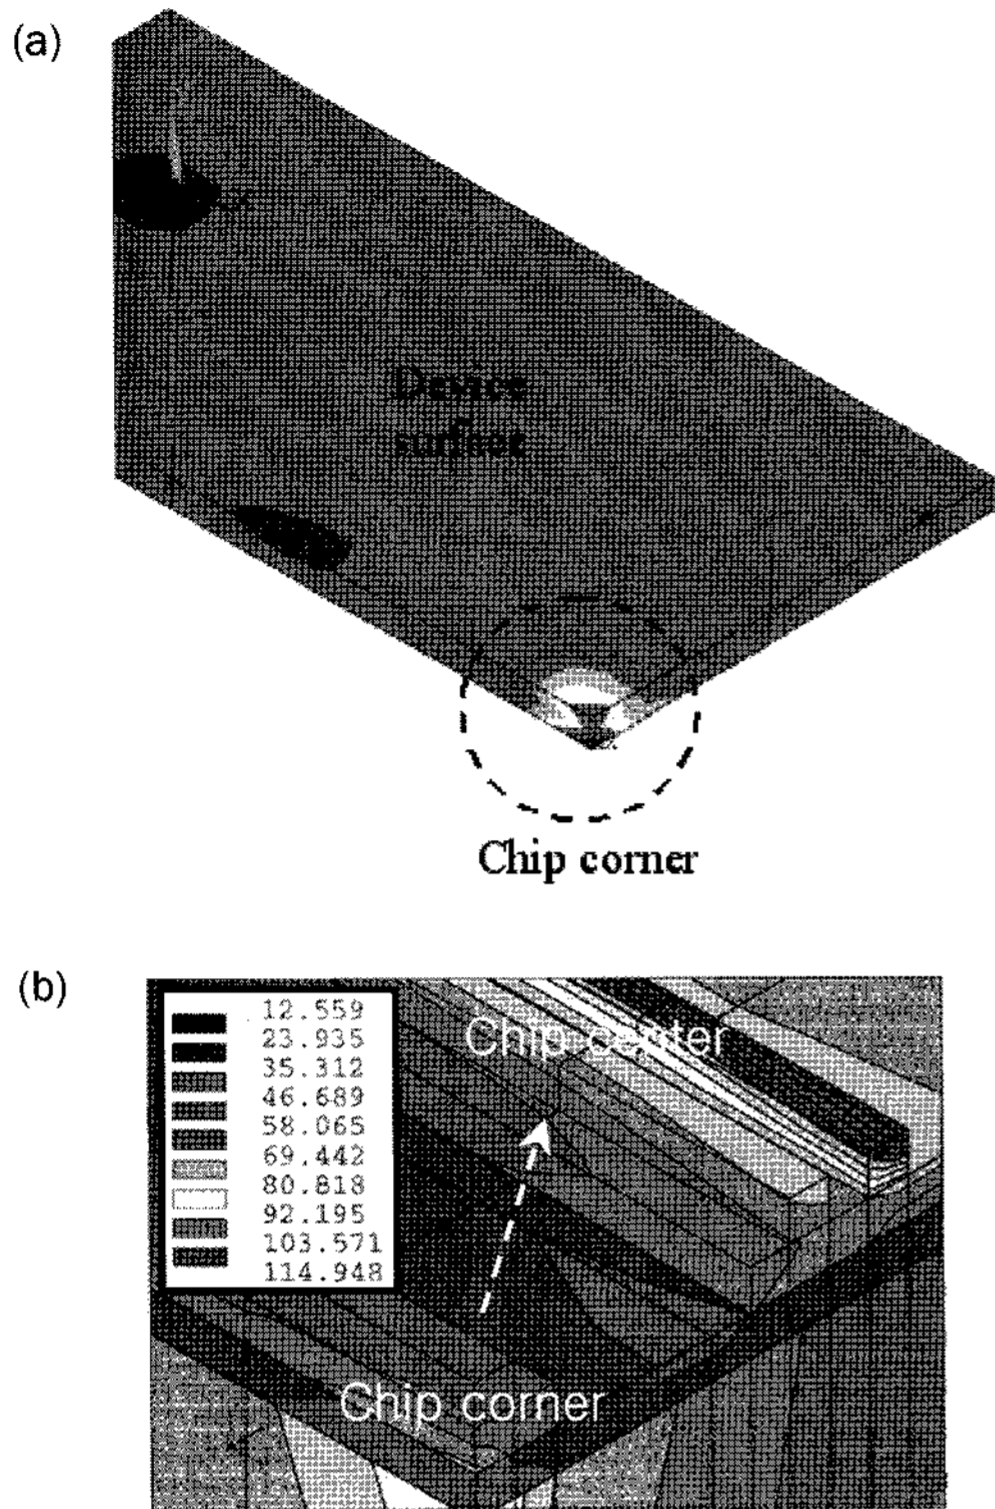 (a)
Device
surface
Chip corner
(b)
12.559
23.935
35.312
46.689
58.065
69.442
80.818
92.195
103.571
114.948
Chip center
Chip corner